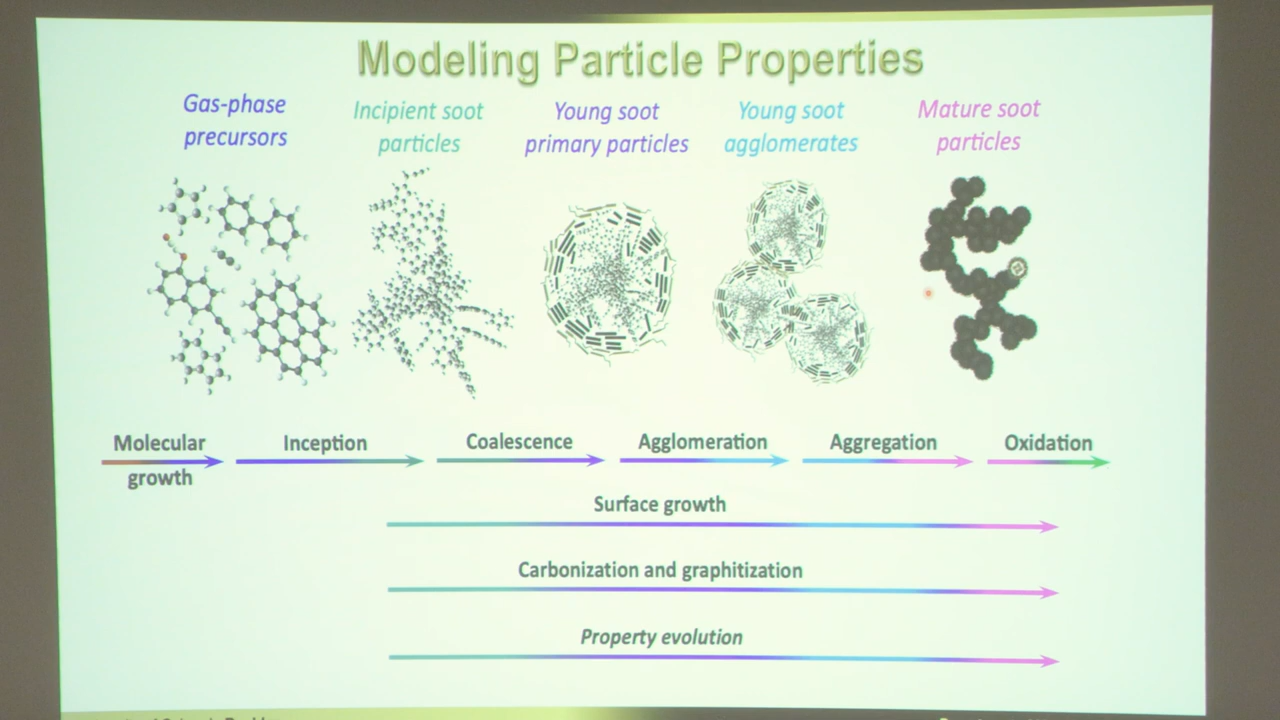 Modeling Particle Properties
Gas-phase
precursors
Incipient soot
particles
Young soot
primary particles
Young soot
agglomerates
Mature soot
particles
Molecular
growth
Inception
Coalescence
Agglomeration
Aggregation
Oxidation
Surface growth
Carbonization and graphitization
Property evolution